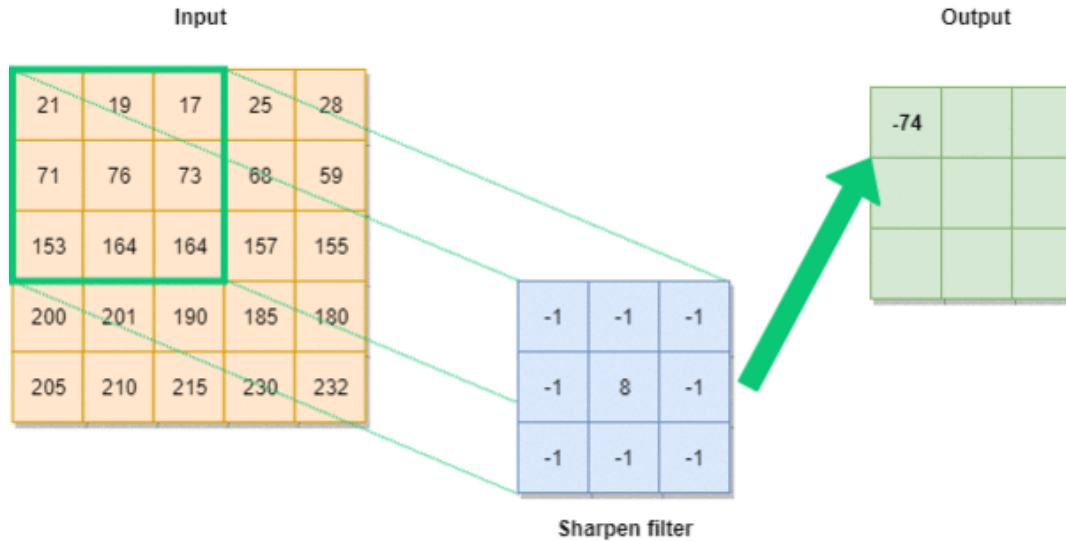 Input
Output
21 19 17 25 28
71 76 73 68 59
153 164 164 157 155
200 201 190 185 180
205 210 215 230 232
-1 -1 -1
-1 8 -1
-1 -1 -1
Sharpen filter
-74